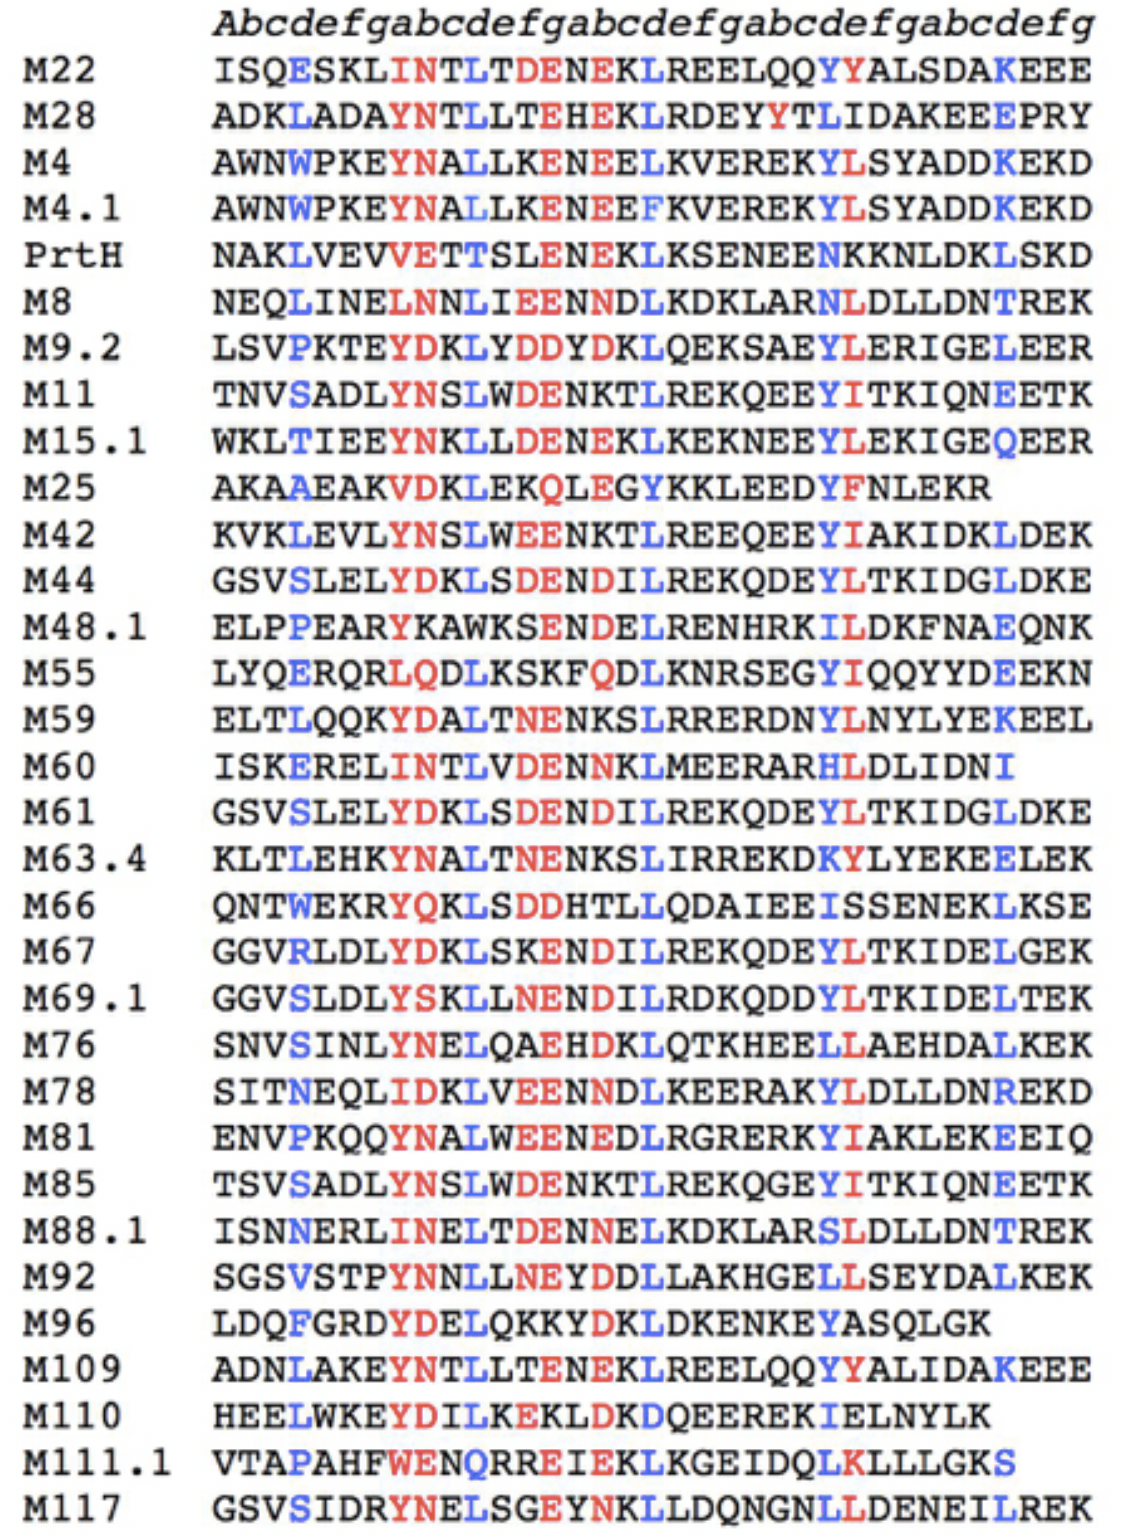 Abcdefgabcdefgabcdefgabcdefgabcdefg
M22 ISQESKLINTLTDENEKLREELQQYYALSDAKEEE
M28 ADKLADAYNTLLTEHEKLRDEYYTLIDAKEEEPRY
M4 AWNWPKEYNALLKENEELKVEREKYLSYADDKEKD
M4.1 AWNWPKEYNALLKENEEFKVEREKYLSYADDKEKD
PrtH NAKLVEVVETTSLENEKLKSENEENKKNLDKLSKD
M8 NEQLINELNNLIEENNDLKDKLARNLDLLDNTREK
M9.2 LSVPKTEYDKLYDDYDKLQEKSAEYLERIGELEER
M11 TNVSADLYNSLWDENKTLREKQEEYITKIQNEETK
M15.1 WKLTIEEYNKLLDENEKLKEKNEEYLEKIGEQEER
M25 AKAAEAKVDKLEKQLEGYKKLEEDYFNLEKR
M42 KVKLEVLYNSLWEENKTLREEQEEYIAKIDKLDEK
M44 GSVSLELYDKLSDENDILREKQDEYLTKIDGLDKE
M48.1 ELPPEARYKAWKSENDELRENHRKILDKFNAEQNK
M55 LYQERQRLQDLKSKFQDLKNRSEGYIQQYYDEEKN
M59 ELTLQQKYDALTNENKSLRRERDNYLNYLYEKEEL
M60 ISKERELINTLVDENNKLMEERARHLDLIDNI
M61 GSVSLELYDKLSDENDILREKQDEYLTKIDGLDKE
M63.4 KLTLEHKYNALTNENKSLIRREKDKYLYEKEELEK
M66 QNTWEKRYQKLSDDHTLLQDAIEEISSENEKLKSE
M67 GGVRLDLYDKLSKENDILREKQDEYLTKIDELGEK
M69.1 GGVSLDLYSKLLNENDILRDKQDDYLTKIDELTEK
M76 SNVSINLYNELQAEHDKLQTKHEELLAEHDALKEK
M78 SITNEQLIDKLVEENNDLKEERAKYLDLLDNREKD
M81 ENVPKQQYNALWEENEDLRGRERKYIAKLEKEEIQ
M85 TSVSADLYNSLWDENKTLREKQGEYITKIQNEETK
M88.1 ISNNERLINELTDENNELKDKLARSLDLLDNTREK
M92 SGSVSTPYNNLLNEYDDLLAKHGELLSEYDALKEK
M96 LDQFGRDYDELQKKYDKLDKENKEYASQLGK
M109 ADNLAKEYNTLLTENEKLREELQQYYALIDAKEEE
M110 HEELWKEYDILKEKLDKDQEEREKIELNYLK
M111.1 VTAPAHFWENQRREIEKLKGEIDQLKLLLGKS
M117 GSVSIDRYNELSGEYNKLLDQNGNLLDENEILREK